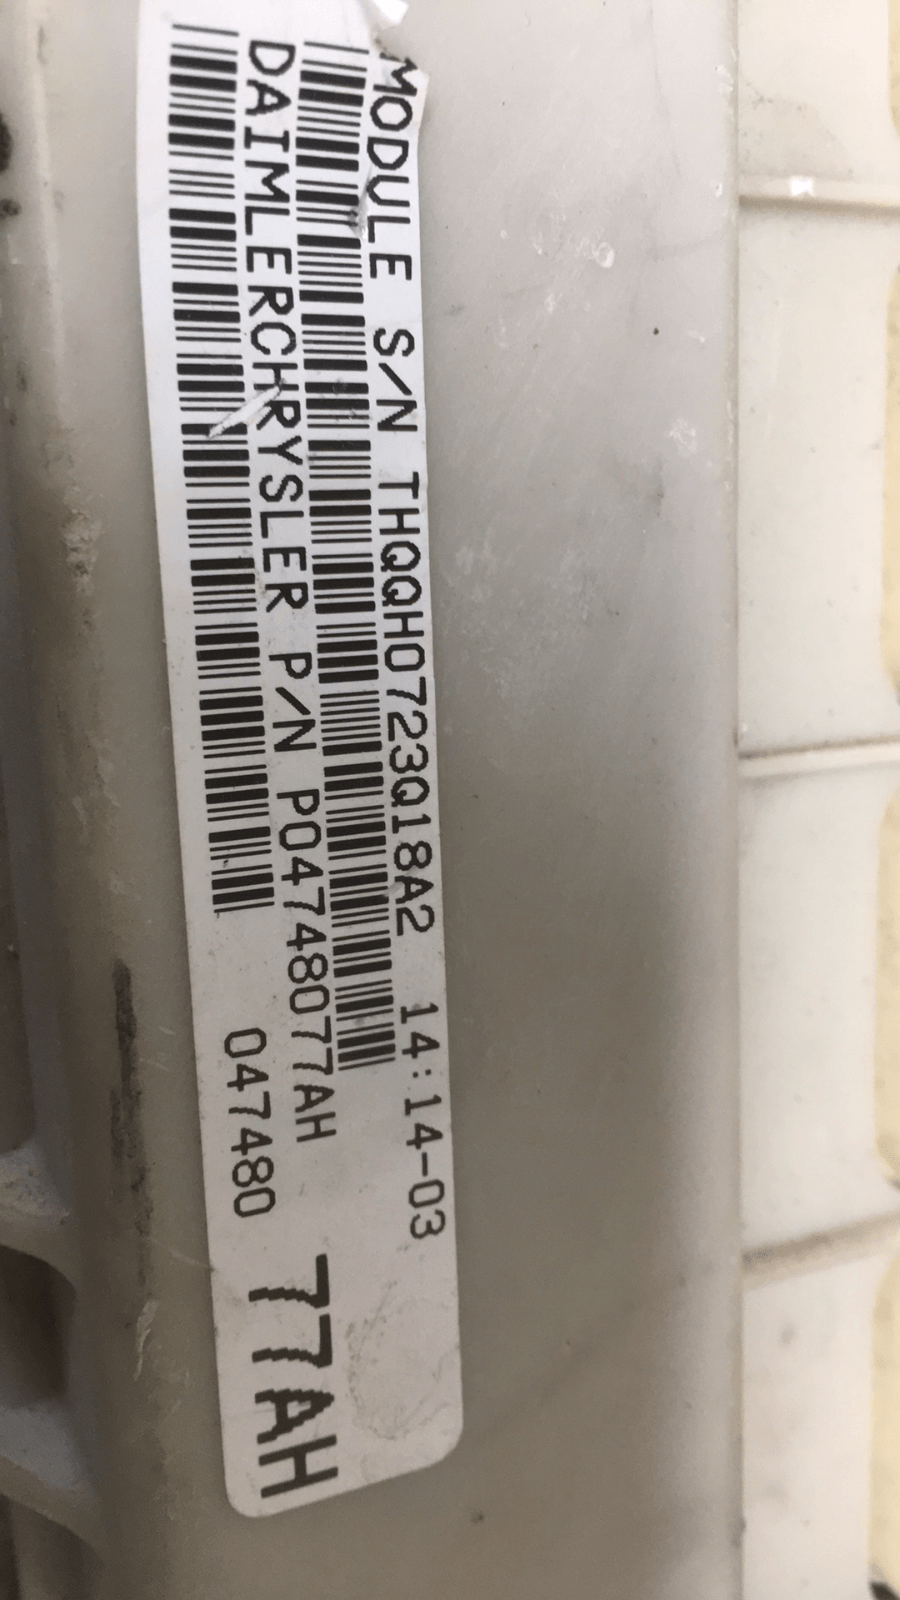 MODULE S/N THQQH0723Q18A2 14:14-03
DAIMLERCHRYSLER P/N P04748077AH
047480 77AH